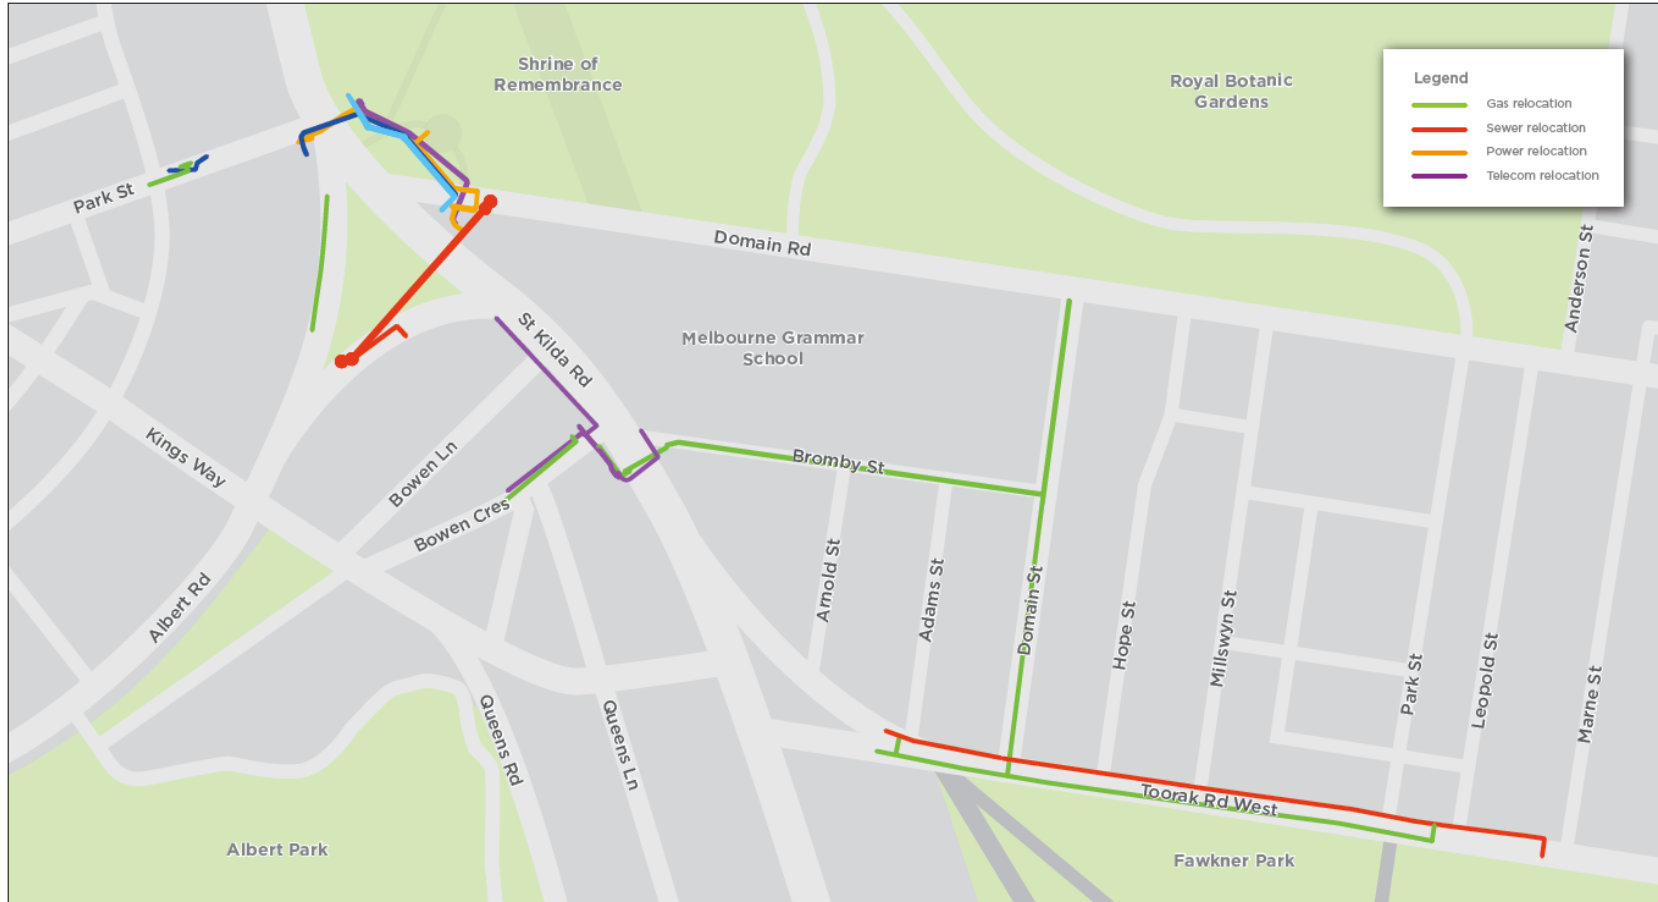 Shrine of
Remembrance
Royal Botanic
Gardens
Legend
Gas relocation
Sewer relocation
Power relocation
Telecom relocation
Park St
Domain Rd
Anderson St
St Kilda Rd
Melbourne Grammar
School
Kings Way
Bowen Ln
Bromby St
Bowen Cres
Albert Rd
Arnold St
Adams St
Domain St
Hope St
Millswyn St
Park St
Leopold St
Marne St
Queens Rd
Queens Ln
Toorak Rd West
Albert Park
Fawkner Park